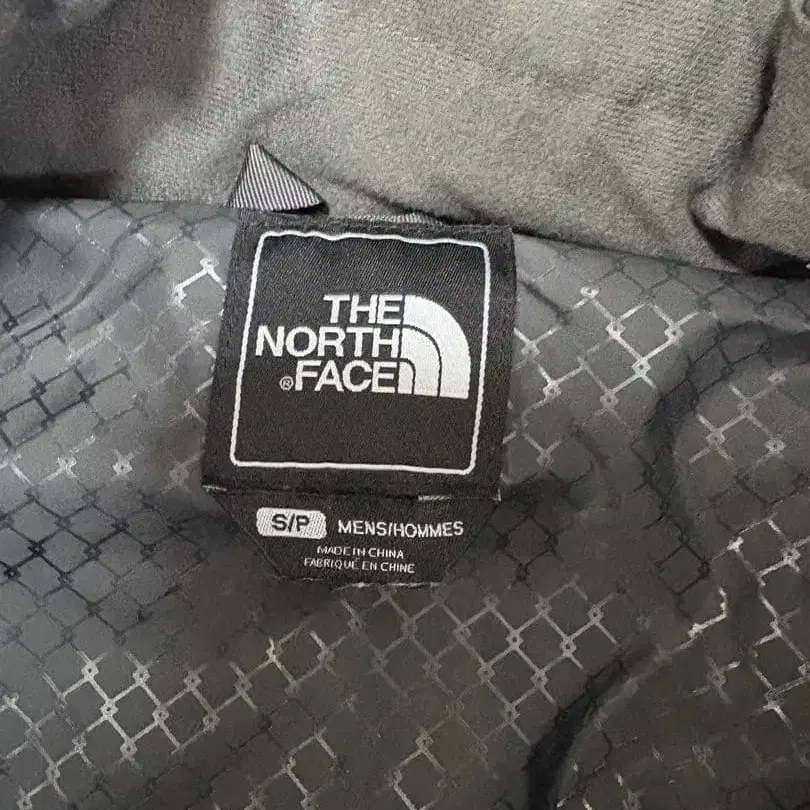 THE
NORTH
®FACE
S/P MENS/HOMMES
MADE IN CHINA
FABRIQUÉ EN CHINE